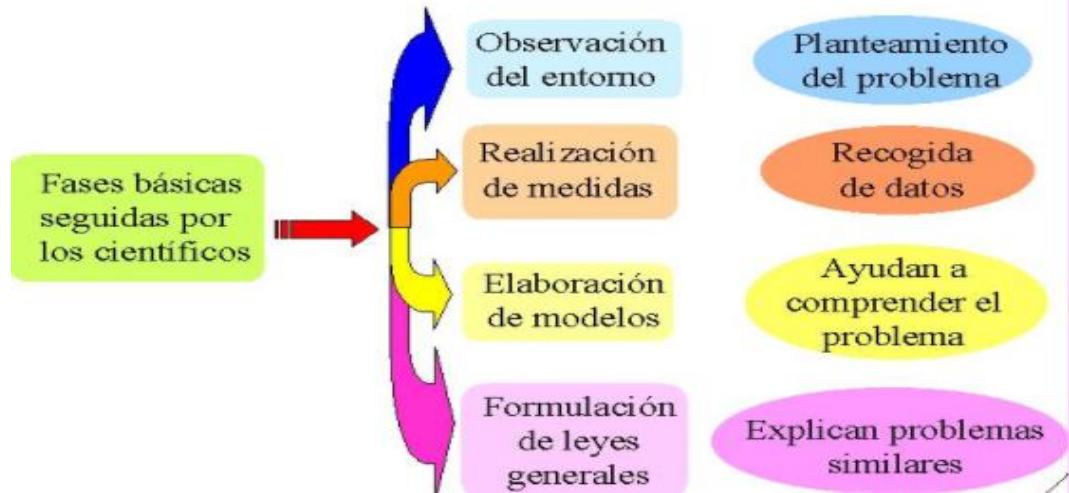 Fases básicas
seguidas por
los científicos
Observación
del entorno
Planteamiento
del problema
Realización
de medidas
Recogida
de datos
Elaboración
de modelos
Ayudan a
comprender el
problema
Formulación
de leyes
generales
Explican problemas
similares